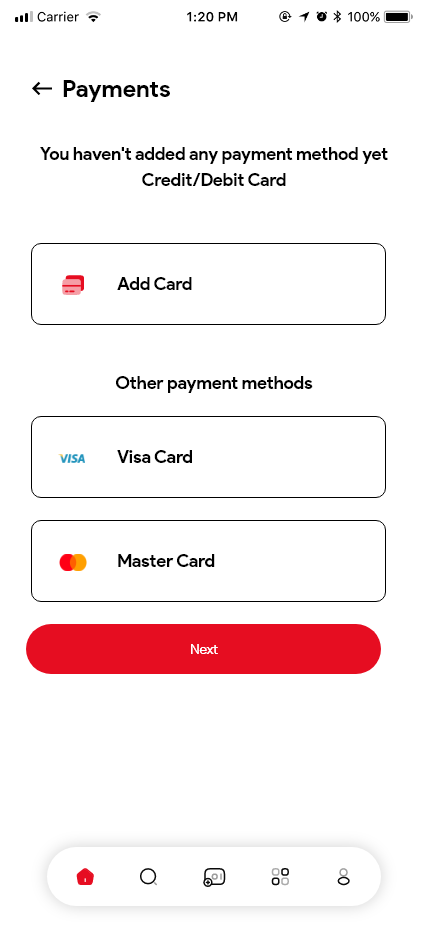 Carrier 1:20 PM 100%
Payments
You haven't added any payment method yet
Credit/Debit Card
Add Card
Other payment methods
VISA Visa Card
Master Card
Next